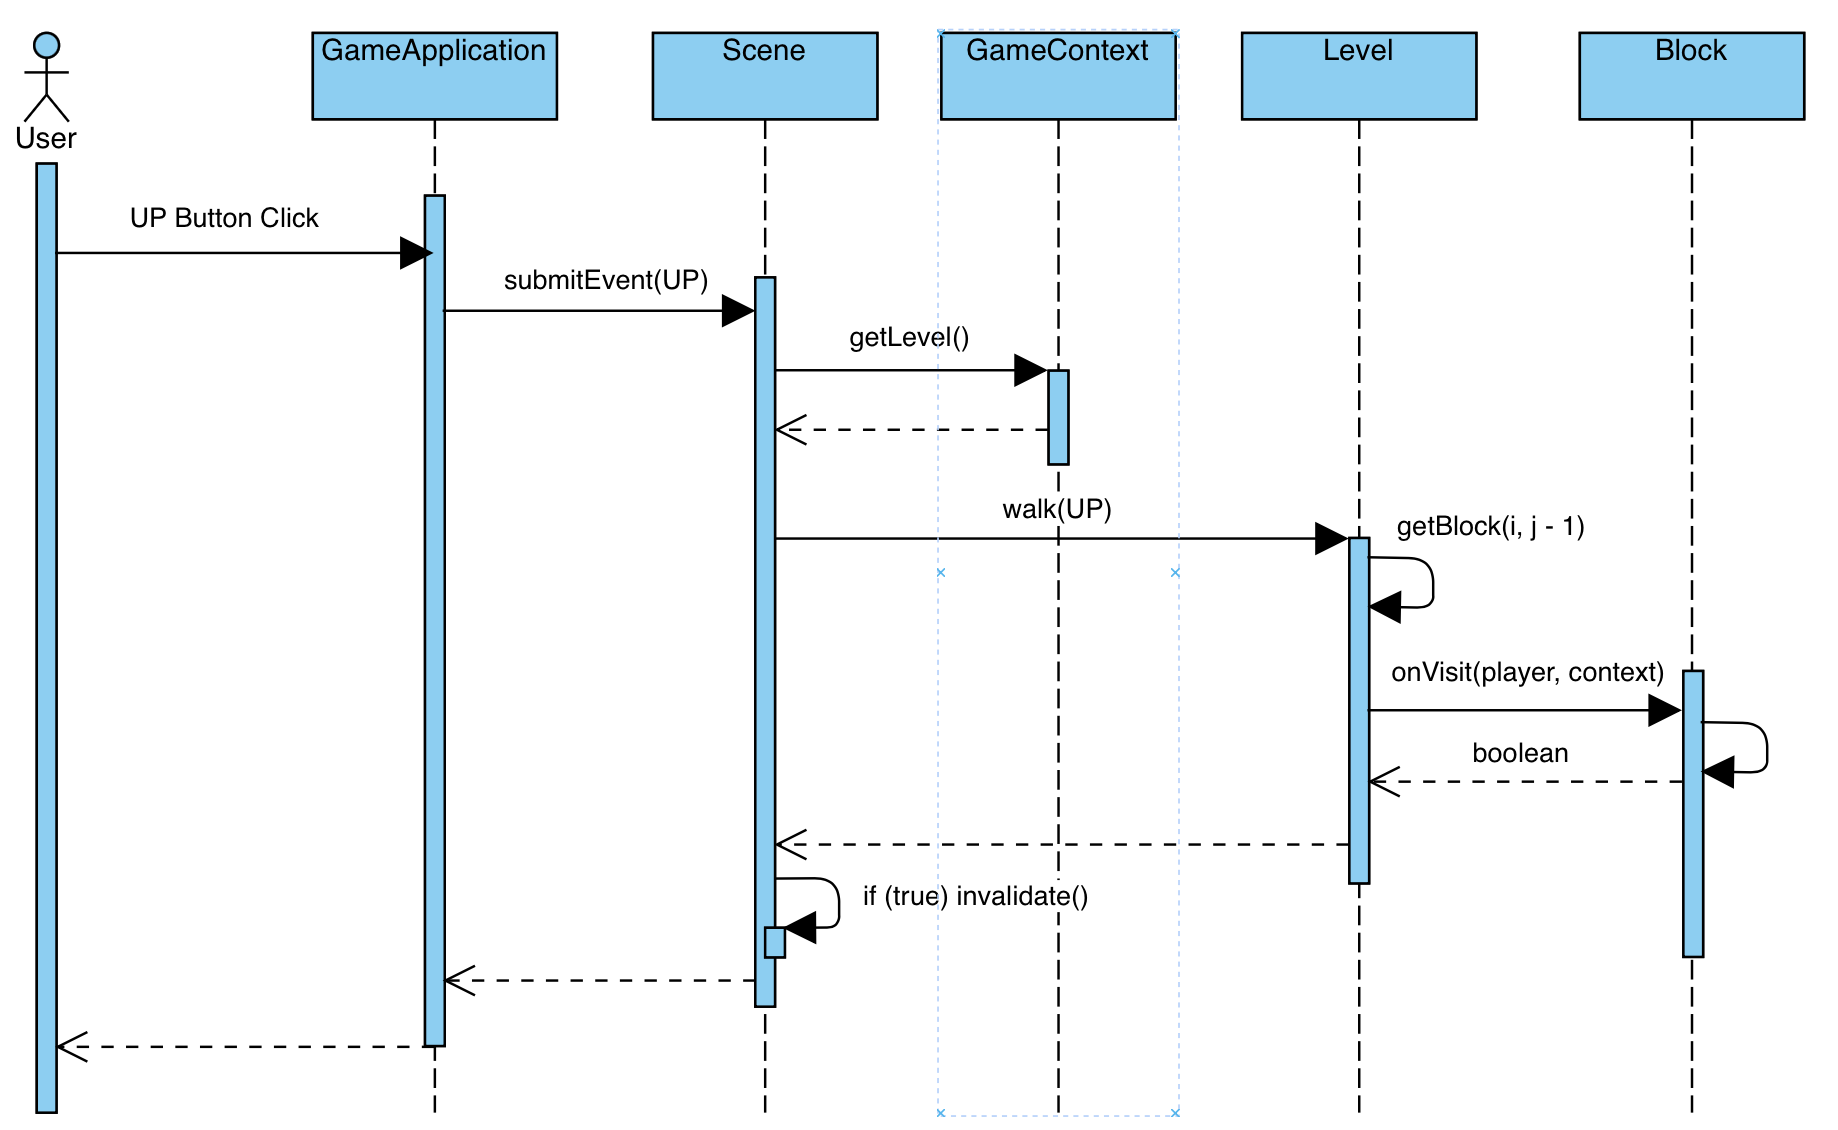 GameApplication
Scene
GameContext
Level
Block
User
UP Button Click
submitEvent(UP)
getLevel()
walk(UP)
getBlock(i, j - 1)
onVisit(player, context)
boolean
if (true) invalidate()